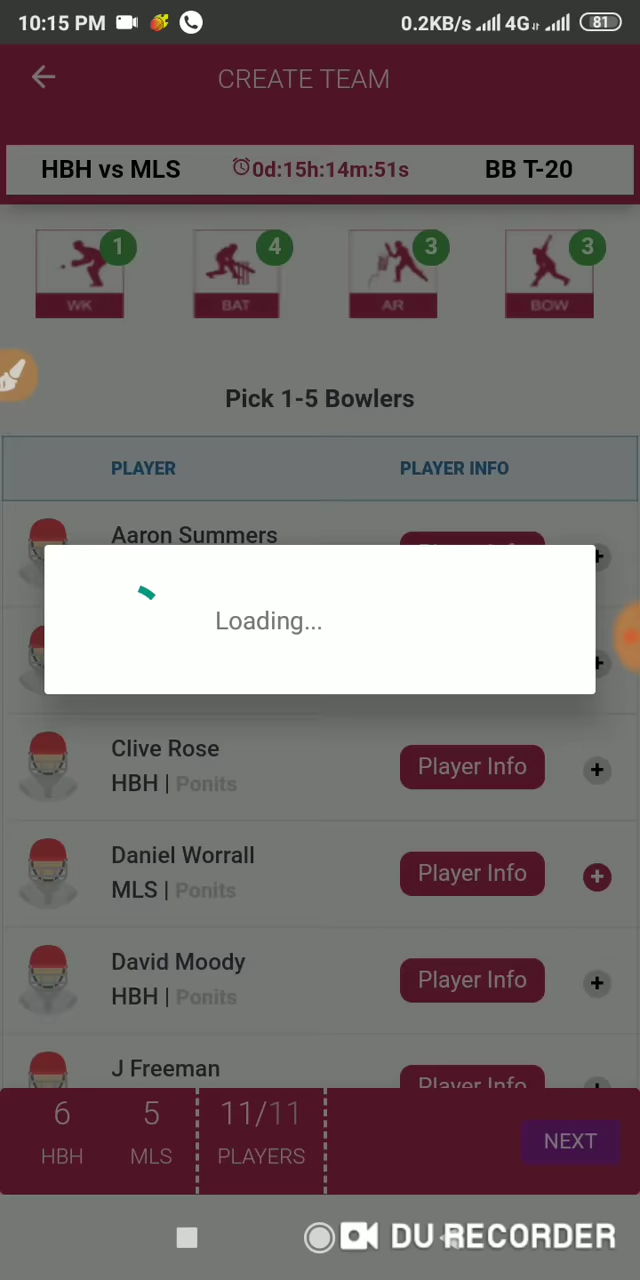 10:15 PM 0.2KB/s 4G 81
CREATE TEAM
HBH vs MLS 0d:15h:14m:51s BB T-20
1 4 3 3
WK BAT AR BOW
Pick 1-5 Bowlers
PLAYER PLAYER INFO
Aaron Summers
Loading...
Clive Rose
HBH | Ponits Player Info +
Daniel Worrall
MLS | Ponits Player Info +
David Moody
HBH | Ponits Player Info +
J Freeman
Player Info
6 5 11/11
HBH MLS PLAYERS NEXT
DU RECORDER